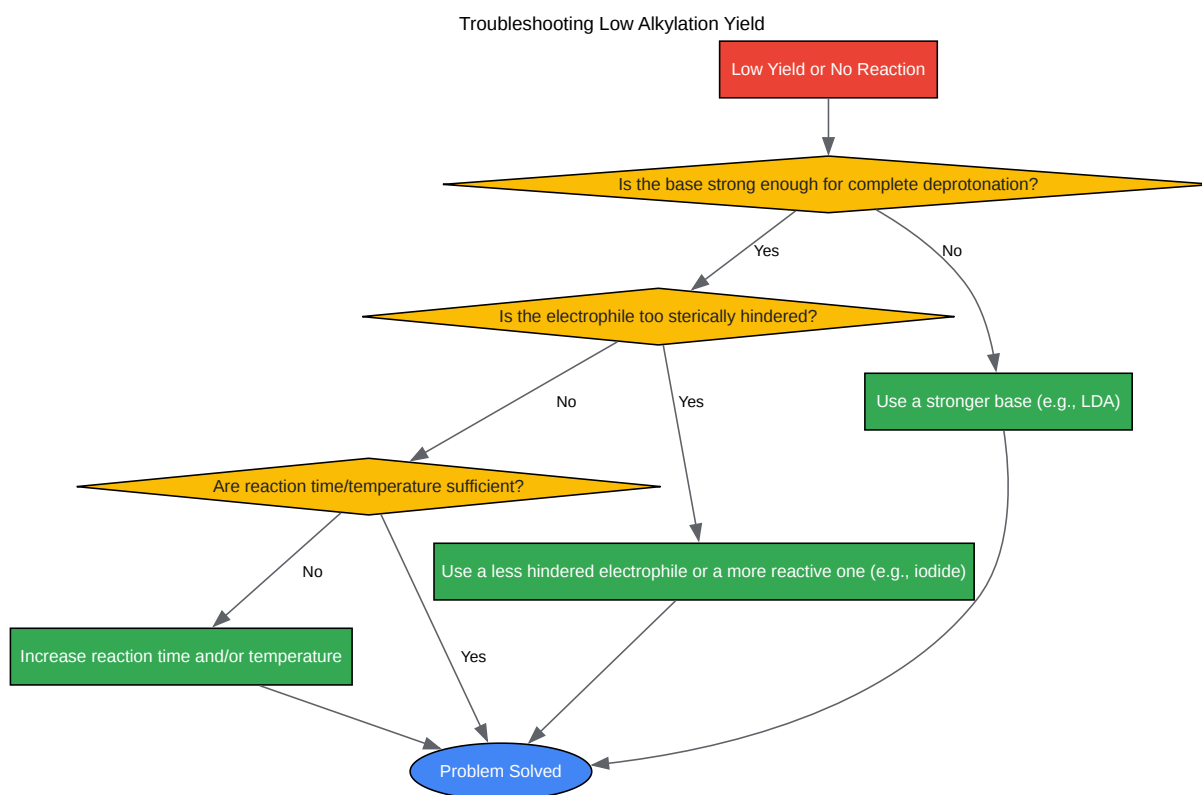 Troubleshooting Low Alkylation Yield
Low Yield or No Reaction
Is the base strong enough for complete deprotonation?
Yes
No
Is the electrophile too sterically hindered?
No
Yes
Use a stronger base (e.g., LDA)
Are reaction time/temperature sufficient?
Use a less hindered electrophile or a more reactive one (e.g., iodide)
No
Yes
Increase reaction time and/or temperature
Problem Solved